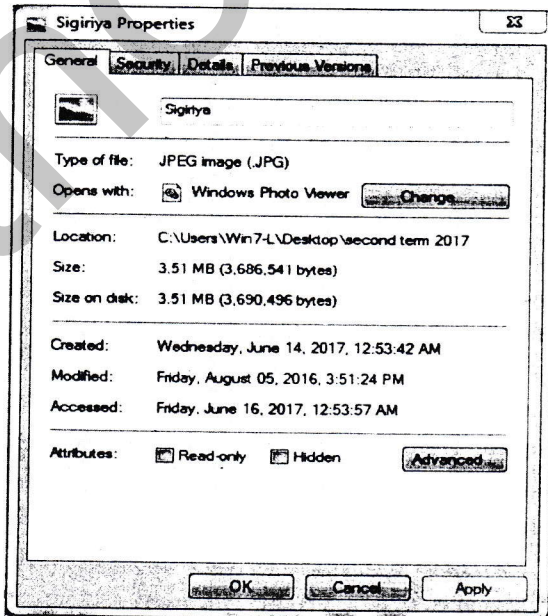 Sigiriya Properties
General Security Details Previous Versions
Sigiriya
Type of file: JPEG image (.JPG)
Opens with: Windows Photo Viewer Change...
Location: C:\Users\Win7-L\Desktop\second term 2017
Size: 3.51 MB (3,686,541 bytes)
Size on disk: 3.51 MB (3,690,496 bytes)
Created: Wednesday, June 14, 2017, 12:53:42 AM
Modified: Friday, August 05, 2016, 3:51:24 PM
Accessed: Friday, June 16, 2017, 12:53:57 AM
Attributes: Read-only Hidden Advanced...
OK Cancel Apply